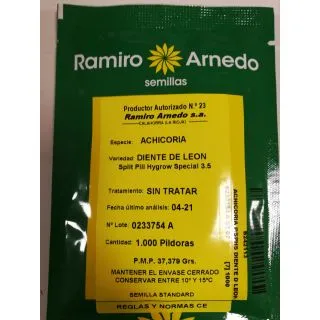 Ramiro Arnedo
semillas
Productor Autorizado N.º 23
Ramiro Arnedo s.a.
CALAHORRA (LA RIOJA)
Especie: ACHICORIA
Variedad: DIENTE DE LEON
Split Pill Hygrow Special 3.5
Tratamiento: SIN TRATAR
Fecha último análisis: 04-21
Nº Lote: 0233754 A
Cantidad: 1.000 Píldoras
P.M.P. 37,379 Grs.
MANTENER EL ENVASE CERRADO
CONSERVAR ENTRE 10º Y 15ºC
SEMILLA STANDARD
REGLAS Y NORMAS CE